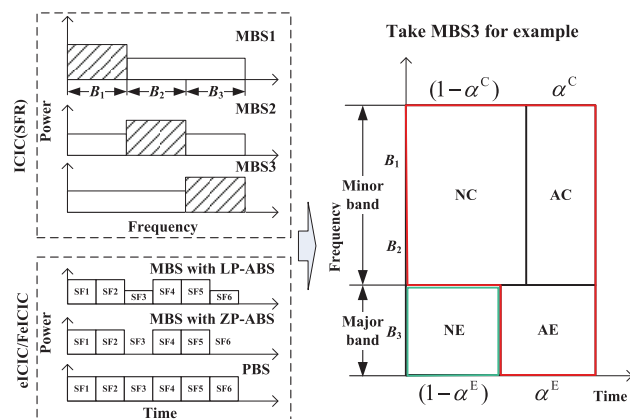 MBS1
B1 B2 B3
MBS2
MBS3
Power
ICIC(SFR)
Frequency
MBS with LP-ABS
SF1 SF2 SF3 SF4 SF5 SF6
MBS with ZP-ABS
SF1 SF2 SF3 SF4 SF5 SF6
PBS
SF1 SF2 SF3 SF4 SF5 SF6
Power
eICIC/FeICIC
Time
Take MBS3 for example
(1-α^C) α^C
B1
Minor
band
B2
Frequency
NC AC
Major
band
B3
NE AE
(1-α^E) α^E Time